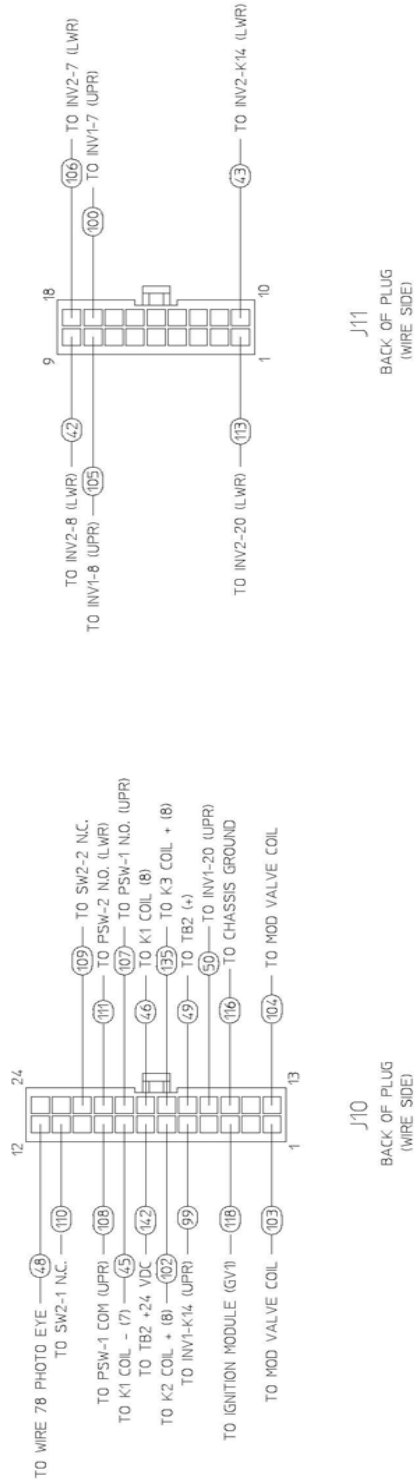 12
24
TO WIRE 78 PHOTO EYE 48
TO SW2-1 N.C. 110
109 TO SW2-2 N.C.
TO PSW-1 COM (UPR) 108
111 TO PSW-2 N.O. (LWR)
TO K1 COIL - (7) 45
107 TO PSW-1 N.O. (UPR)
TO TB2 +24 VDC 142
46 TO K1 COIL (8)
TO K2 COIL + (8) 102
135 TO K3 COIL + (8)
TO INV1-K14 (UPR) 99
49 TO TB2 (+)
50 TO INV1-20 (UPR)
TO IGNITION MODULE (GV1) 118
116 TO CHASSIS GROUND
TO MOD VALVE COIL 103
104 TO MOD VALVE COIL
1
13
J10
BACK OF PLUG
(WIRE SIDE)
9
18
TO INV2-8 (LWR) 42
106 TO INV2-7 (LWR)
TO INV1-8 (UPR) 105
100 TO INV1-7 (UPR)
TO INV2-20 (LWR) 113
43 TO INV2-K14 (LWR)
1
10
J11
BACK OF PLUG
(WIRE SIDE)